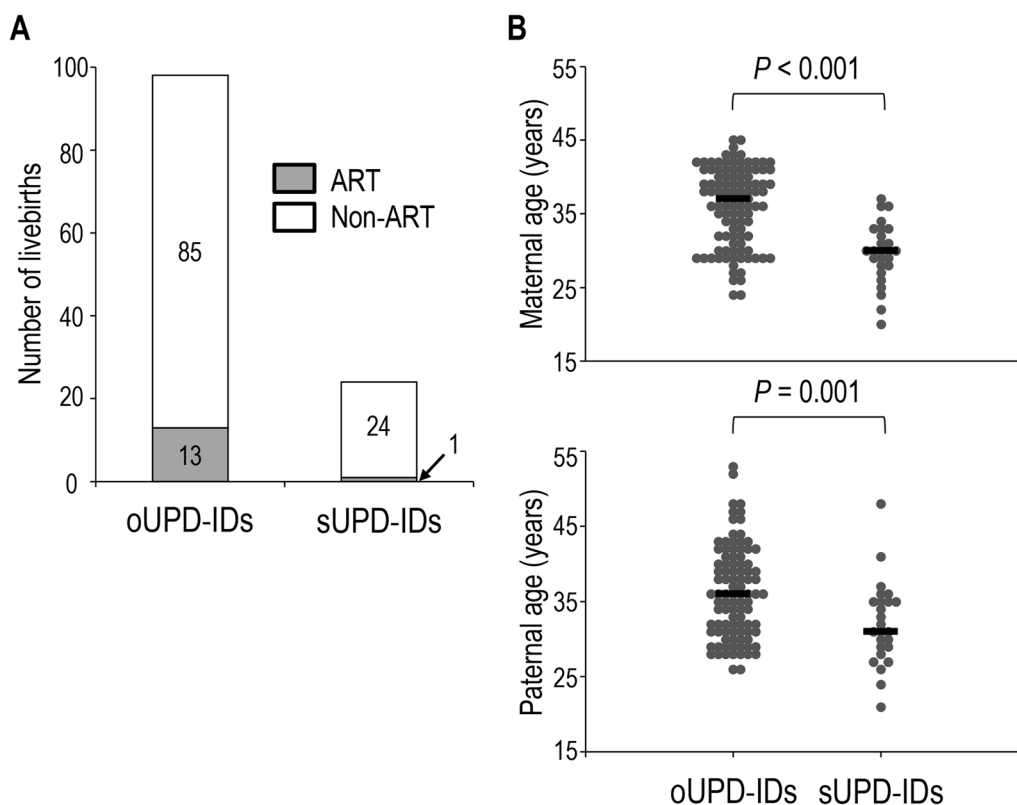 A
100
80
60
40
20
0
Number of livebirths
ART
Non-ART
85
13
24
1
oUPD-IDs
sUPD-IDs
B
55
45
35
25
15
Maternal age (years)
P < 0.001
55
45
35
25
15
Paternal age (years)
P = 0.001
oUPD-IDs
sUPD-IDs